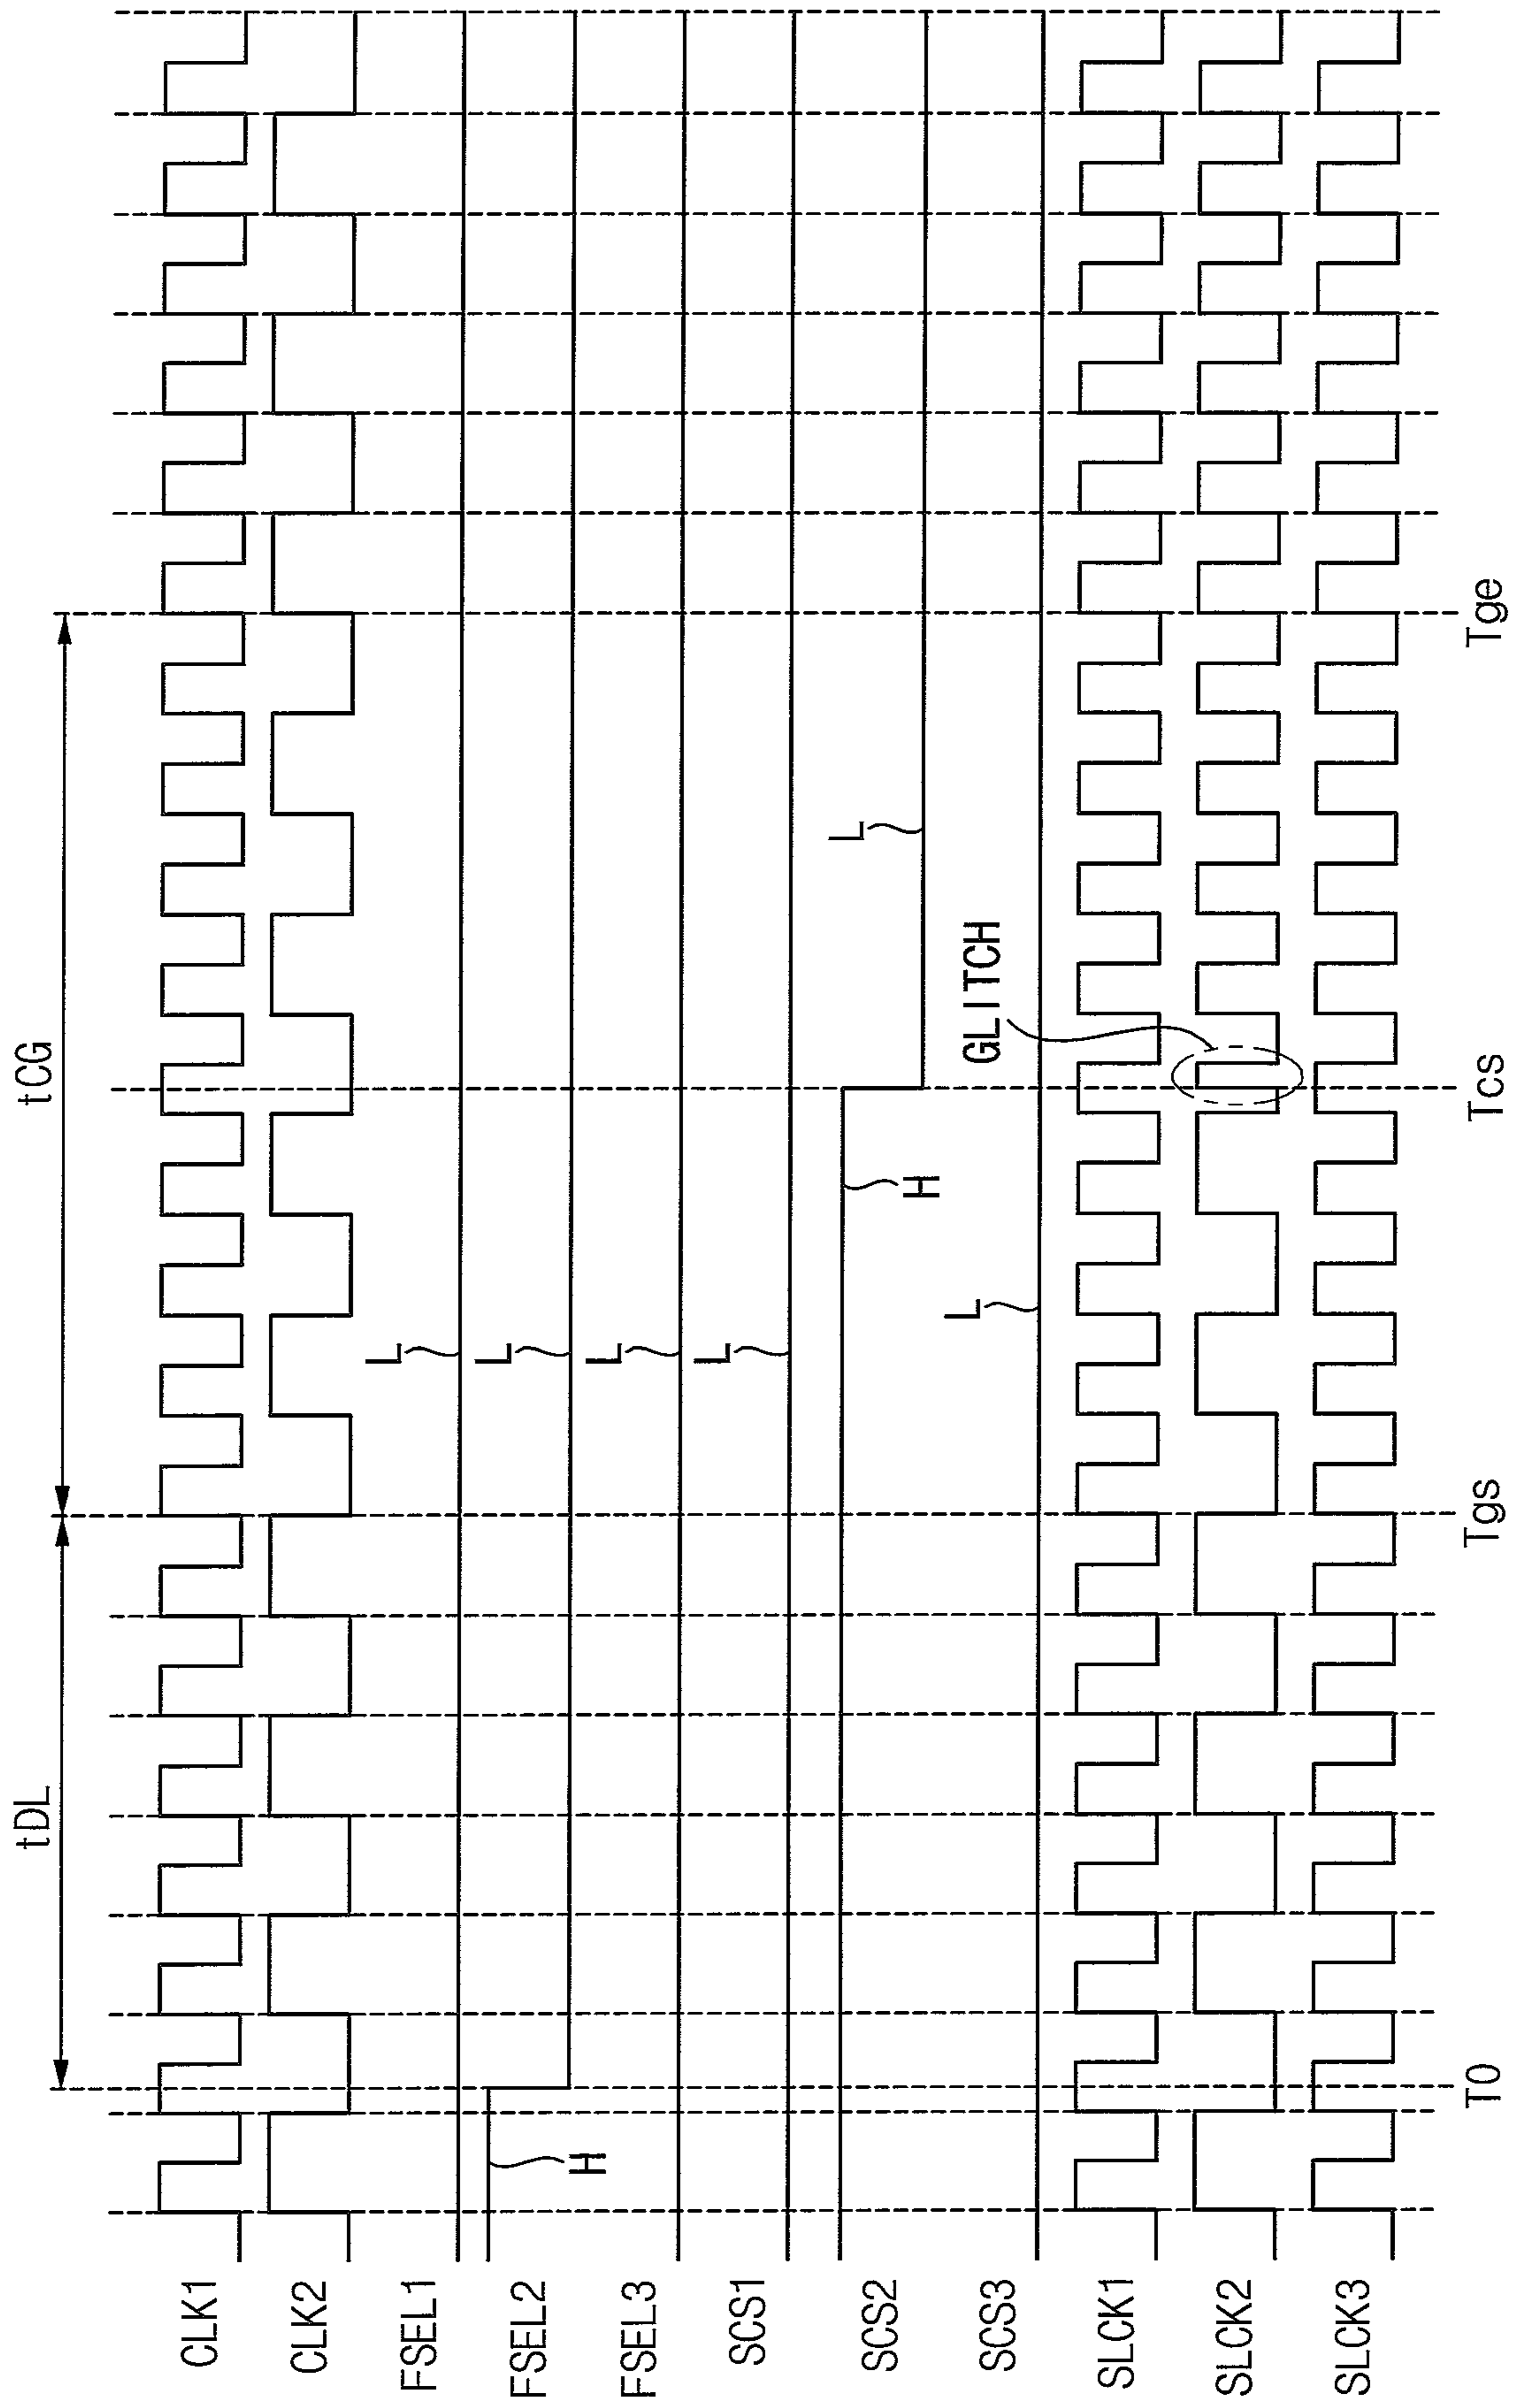 tDL
tCG
CLK1
CLK2
FSEL1
L
FSEL2
H
L
FSEL3
L
SCS1
L
SCS2
H
L
SCS3
L
GLITCH
SLCK1
SLCK2
SLCK3
T0
Tgs
Tcs
Tge